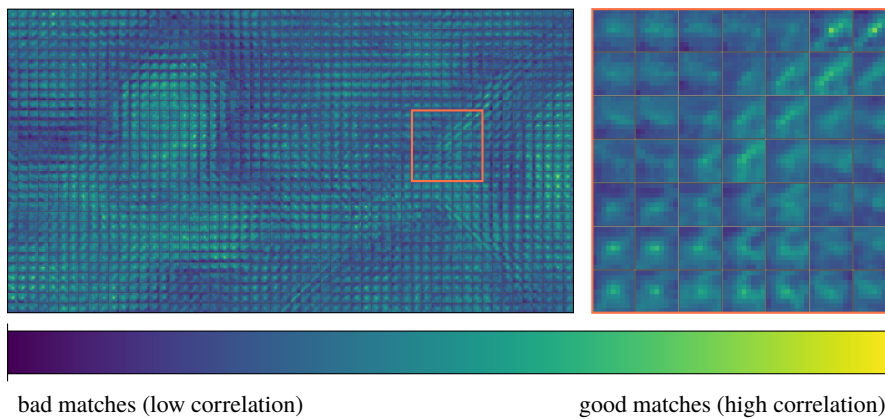 bad matches (low correlation)
good matches (high correlation)